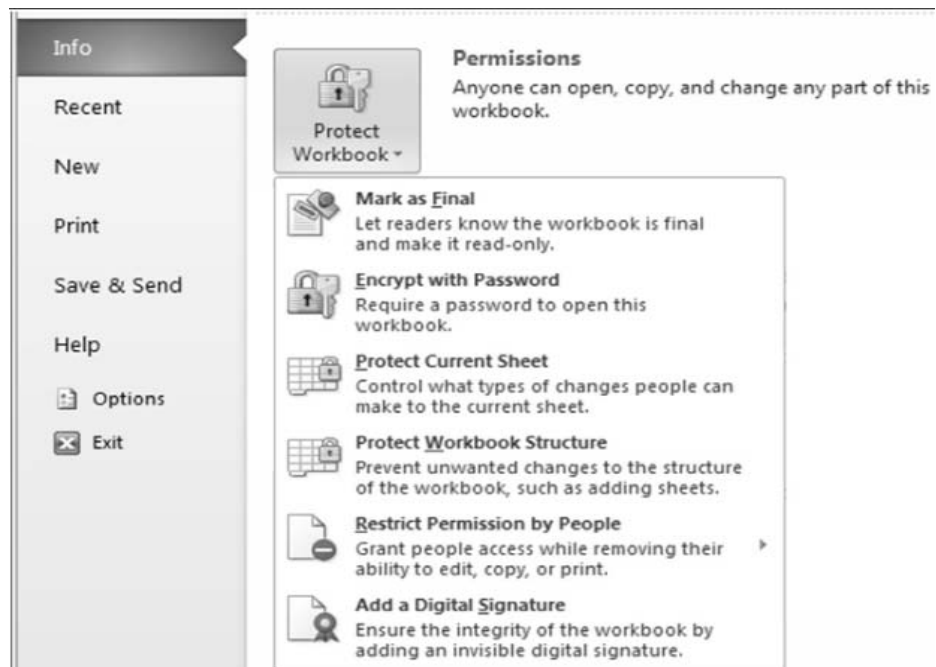 Info
Recent
New
Print
Save & Send
Help
Options
Exit
Protect
Workbook
Permissions
Anyone can open, copy, and change any part of this
workbook.
Mark as Final
Let readers know the workbook is final
and make it read-only.
Encrypt with Password
Require a password to open this
workbook.
Protect Current Sheet
Control what types of changes people can
make to the current sheet.
Protect Workbook Structure
Prevent unwanted changes to the structure
of the workbook, such as adding sheets.
Restrict Permission by People
Grant people access while removing their
ability to edit, copy, or print.
Add a Digital Signature
Ensure the integrity of the workbook by
adding an invisible digital signature.